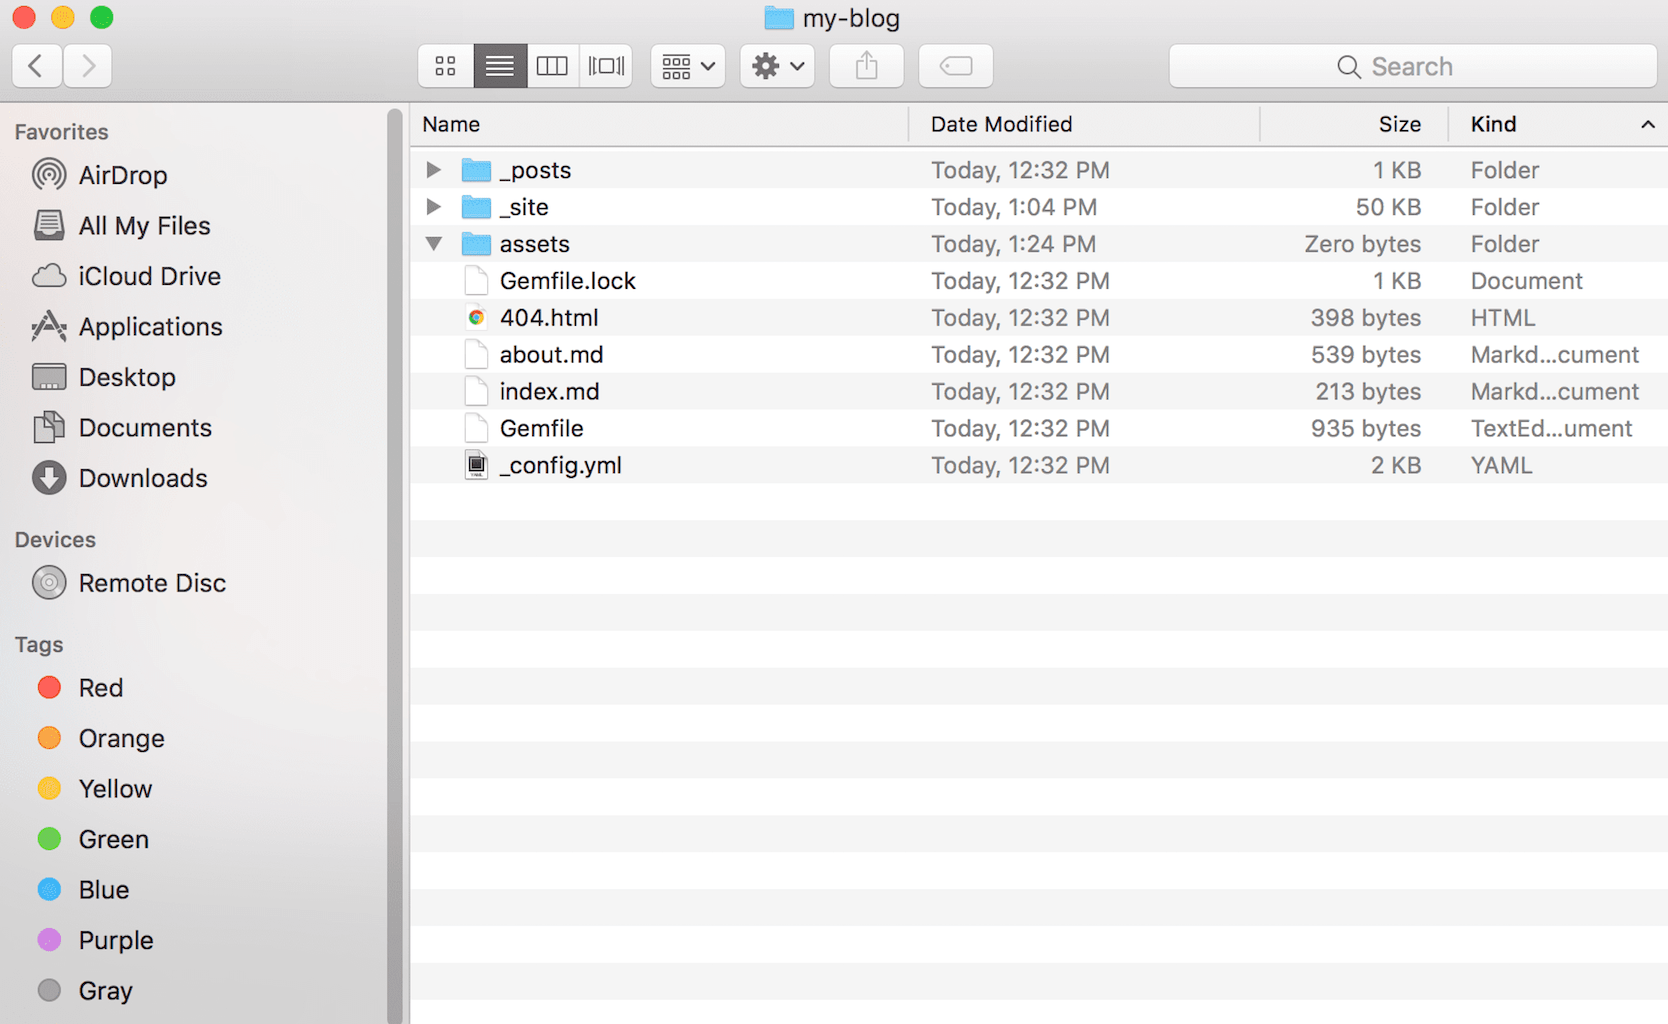 my-blog
Search
Favorites
AirDrop
All My Files
iCloud Drive
Applications
Desktop
Documents
Downloads
Devices
Remote Disc
Tags
Red
Orange
Yellow
Green
Blue
Purple
Gray
Name Date Modified Size Kind
_posts Today, 12:32 PM 1 KB Folder
_site Today, 1:04 PM 50 KB Folder
assets Today, 1:24 PM Zero bytes Folder
Gemfile.lock Today, 12:32 PM 1 KB Document
404.html Today, 12:32 PM 398 bytes HTML
about.md Today, 12:32 PM 539 bytes Markd...cument
index.md Today, 12:32 PM 213 bytes Markd...cument
Gemfile Today, 12:32 PM 935 bytes TextEd...ument
_config.yml Today, 12:32 PM 2 KB YAML